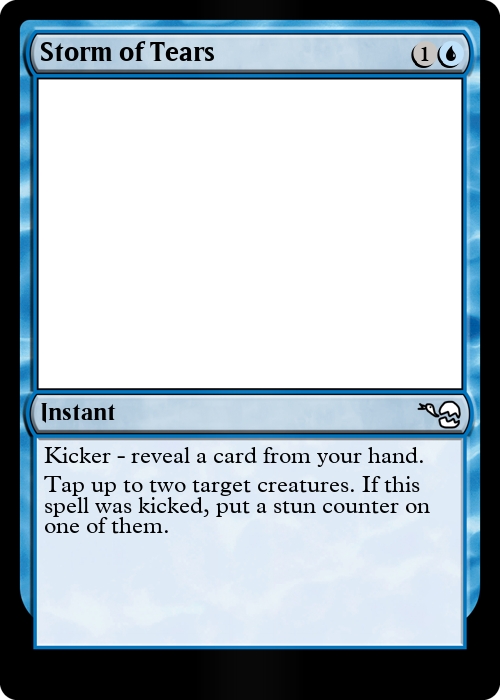 Storm of Tears 1
Instant
Kicker - reveal a card from your hand.
Tap up to two target creatures. If this
spell was kicked, put a stun counter on
one of them.